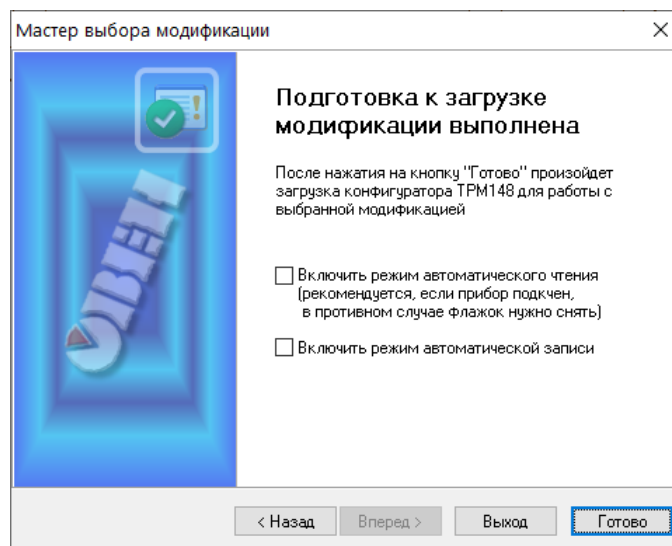 Мастер выбора модификации
ОВЕН
Подготовка к загрузке
модификации выполнена
После нажатия на кнопку "Готово" произойдет
загрузка конфигуратора ТРМ148 для работы с
выбранной модификацией
Включить режим автоматического чтения
(рекомендуется, если прибор подкчен,
в противном случае флажок нужно снять)
Включить режим автоматической записи
< Назад
Вперед >
Выход
Готово